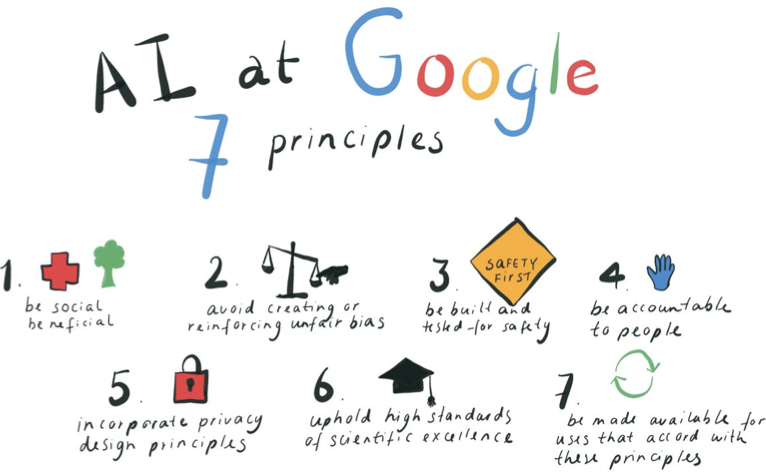 AI at Google
7 principles
1.
be social
beneficial
2.
avoid creating or
reinforcing unfair bias
3.
SAFETY
FIRST
be built and
tested for safety
4.
be accountable
to people
5.
incorporate privacy
design principles
6.
uphold high standards
of scientific excellence
7.
be made available for
uses that accord with
these principles